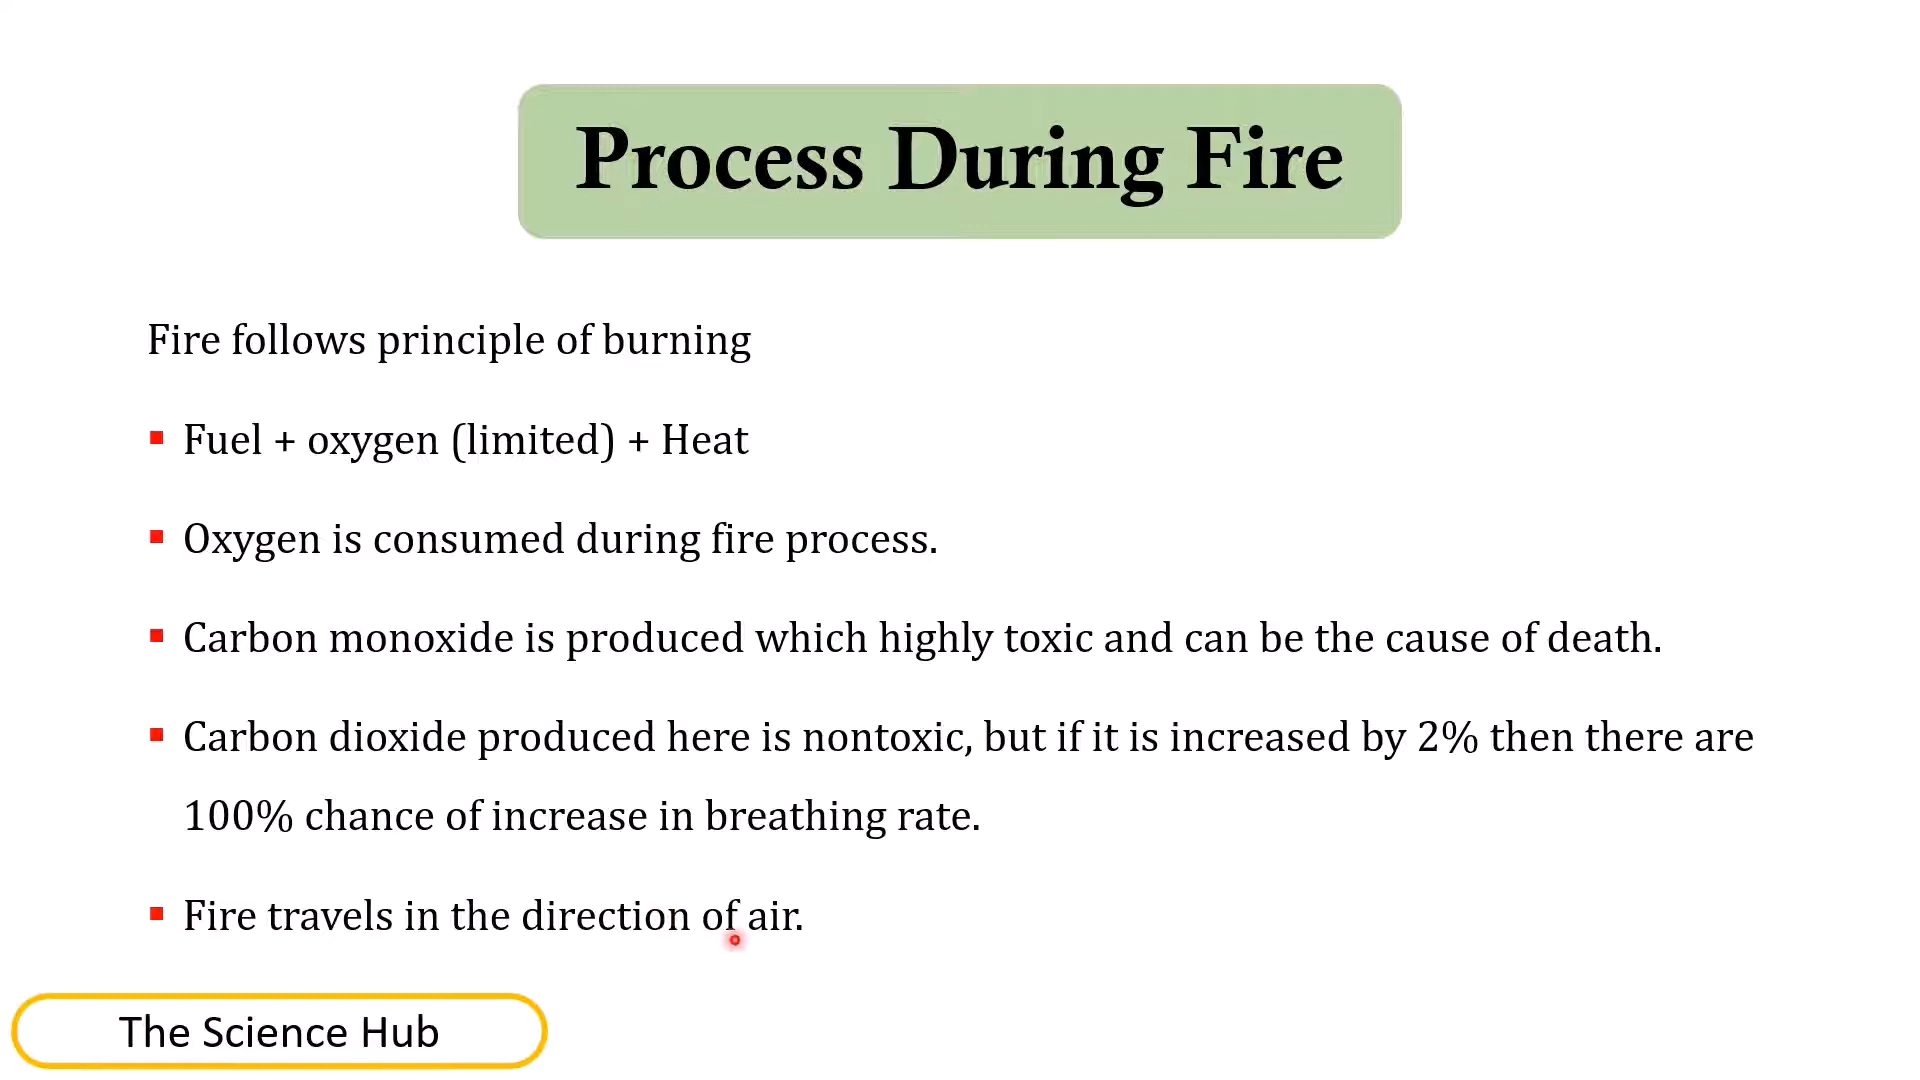 Process During Fire
Fire follows principle of burning
Fuel + oxygen (limited) + Heat
Oxygen is consumed during fire process.
Carbon monoxide is produced which highly toxic and can be the cause of death.
Carbon dioxide produced here is nontoxic, but if it is increased by 2% then there are
100% chance of increase in breathing rate.
Fire travels in the direction of air.
The Science Hub